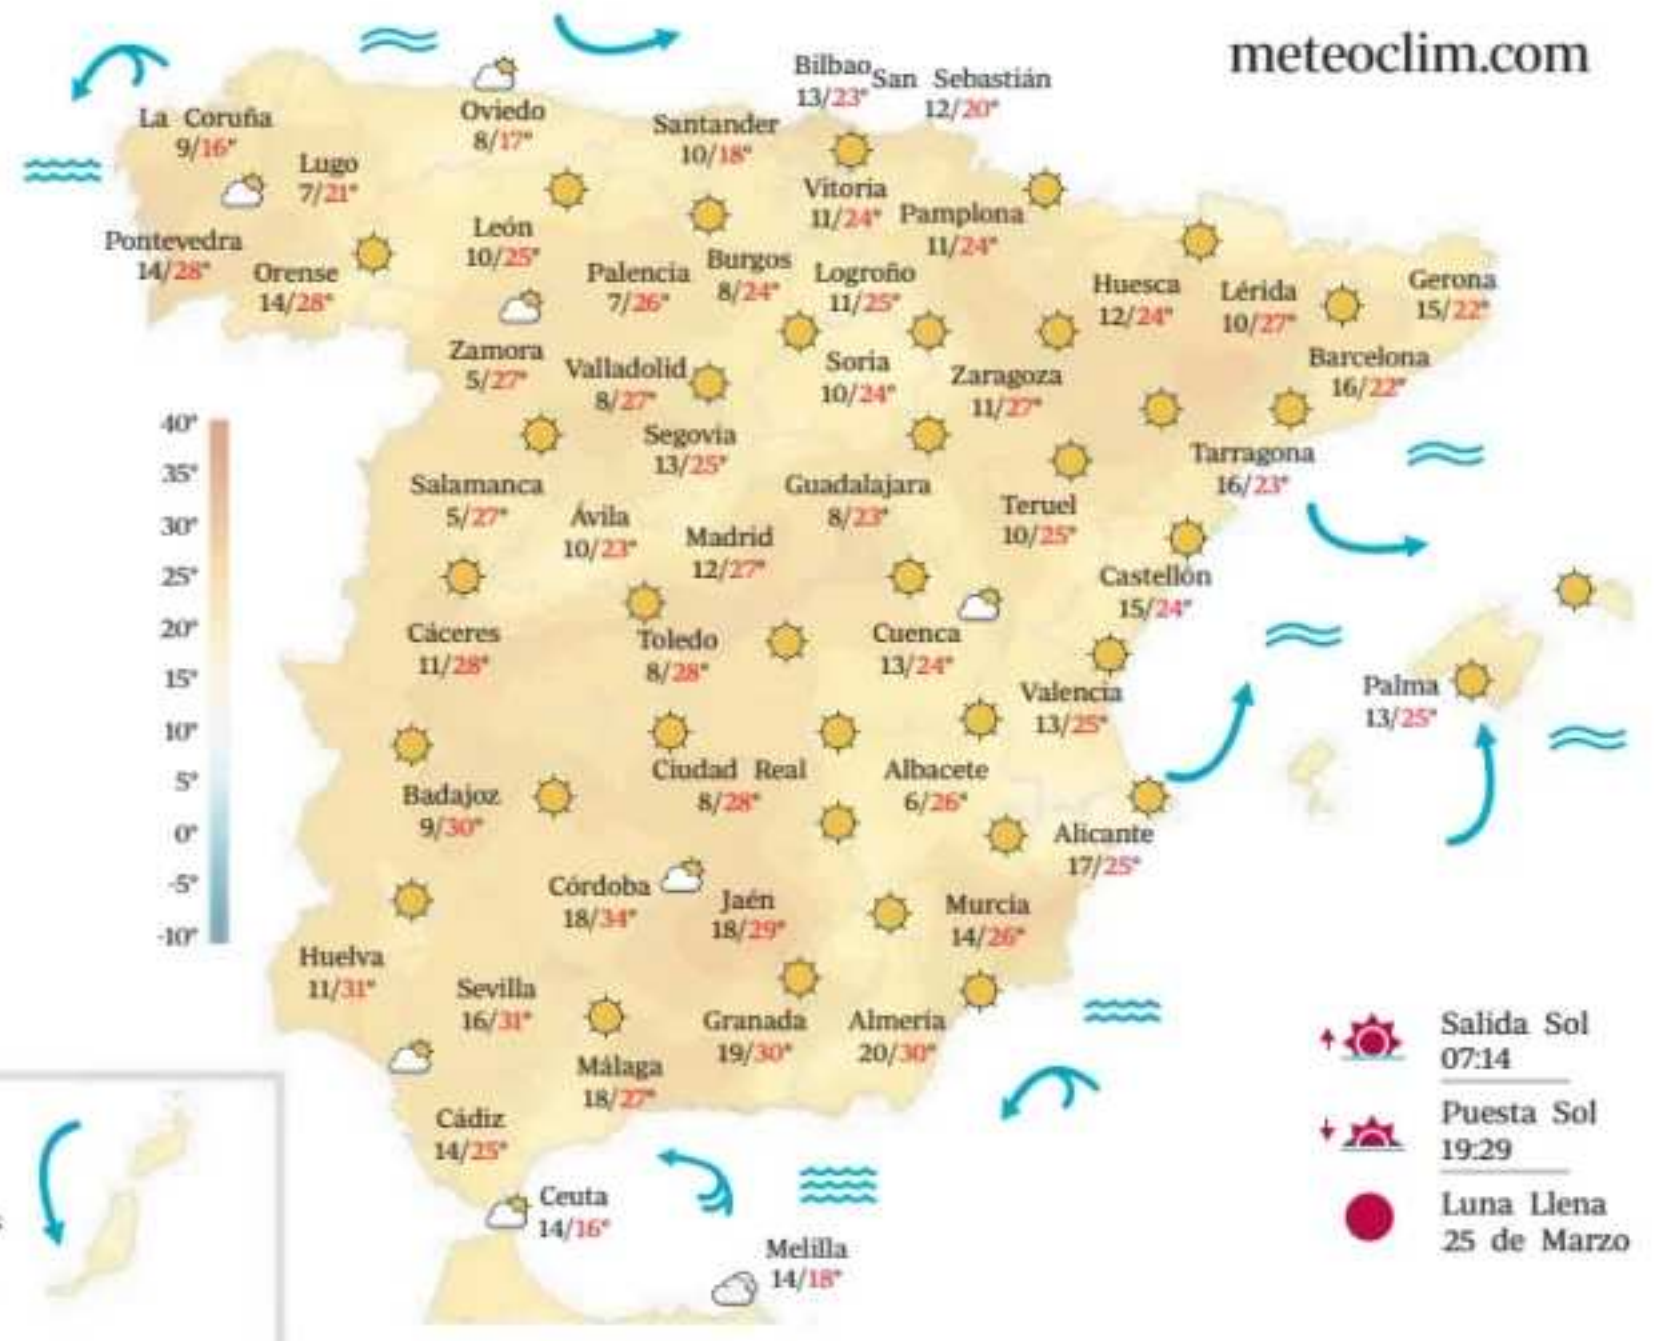 meteoclim.com
Bilbao
13/23°
San Sebastián
12/20°
La Coruña
9/16°
Oviedo
8/17°
Santander
10/18°
Lugo
7/21°
Vitoria
11/24°
Pamplona
11/24°
León
10/25°
Pontevedra
14/28°
Orense
14/28°
Palencia
7/26°
Burgos
8/24°
Logroño
11/25°
Huesca
12/24°
Lérida
10/27°
Gerona
15/22°
Zamora
5/27°
Valladolid
8/27°
Soria
10/24°
Zaragoza
11/27°
Barcelona
16/22°
Segovia
13/25°
Tarragona
16/23°
Salamanca
5/27°
Ávila
10/23°
Madrid
12/27°
Guadalajara
8/23°
Teruel
10/25°
Castellón
15/24°
Cáceres
11/28°
Toledo
8/28°
Cuenca
13/24°
Valencia
13/25°
Palma
13/25°
Badajoz
9/30°
Ciudad Real
8/28°
Albacete
6/26°
Alicante
17/25°
Córdoba
18/34°
Jaén
18/29°
Murcia
14/26°
Huelva
11/31°
Sevilla
16/31°
Granada
19/30°
Almería
20/30°
Málaga
18/27°
Cádiz
14/25°
Ceuta
14/16°
Melilla
14/18°
40°
35°
30°
25°
20°
15°
10°
5°
0°
-5°
-10°
Salida Sol
07:14
Puesta Sol
19:29
Luna Llena
25 de Marzo